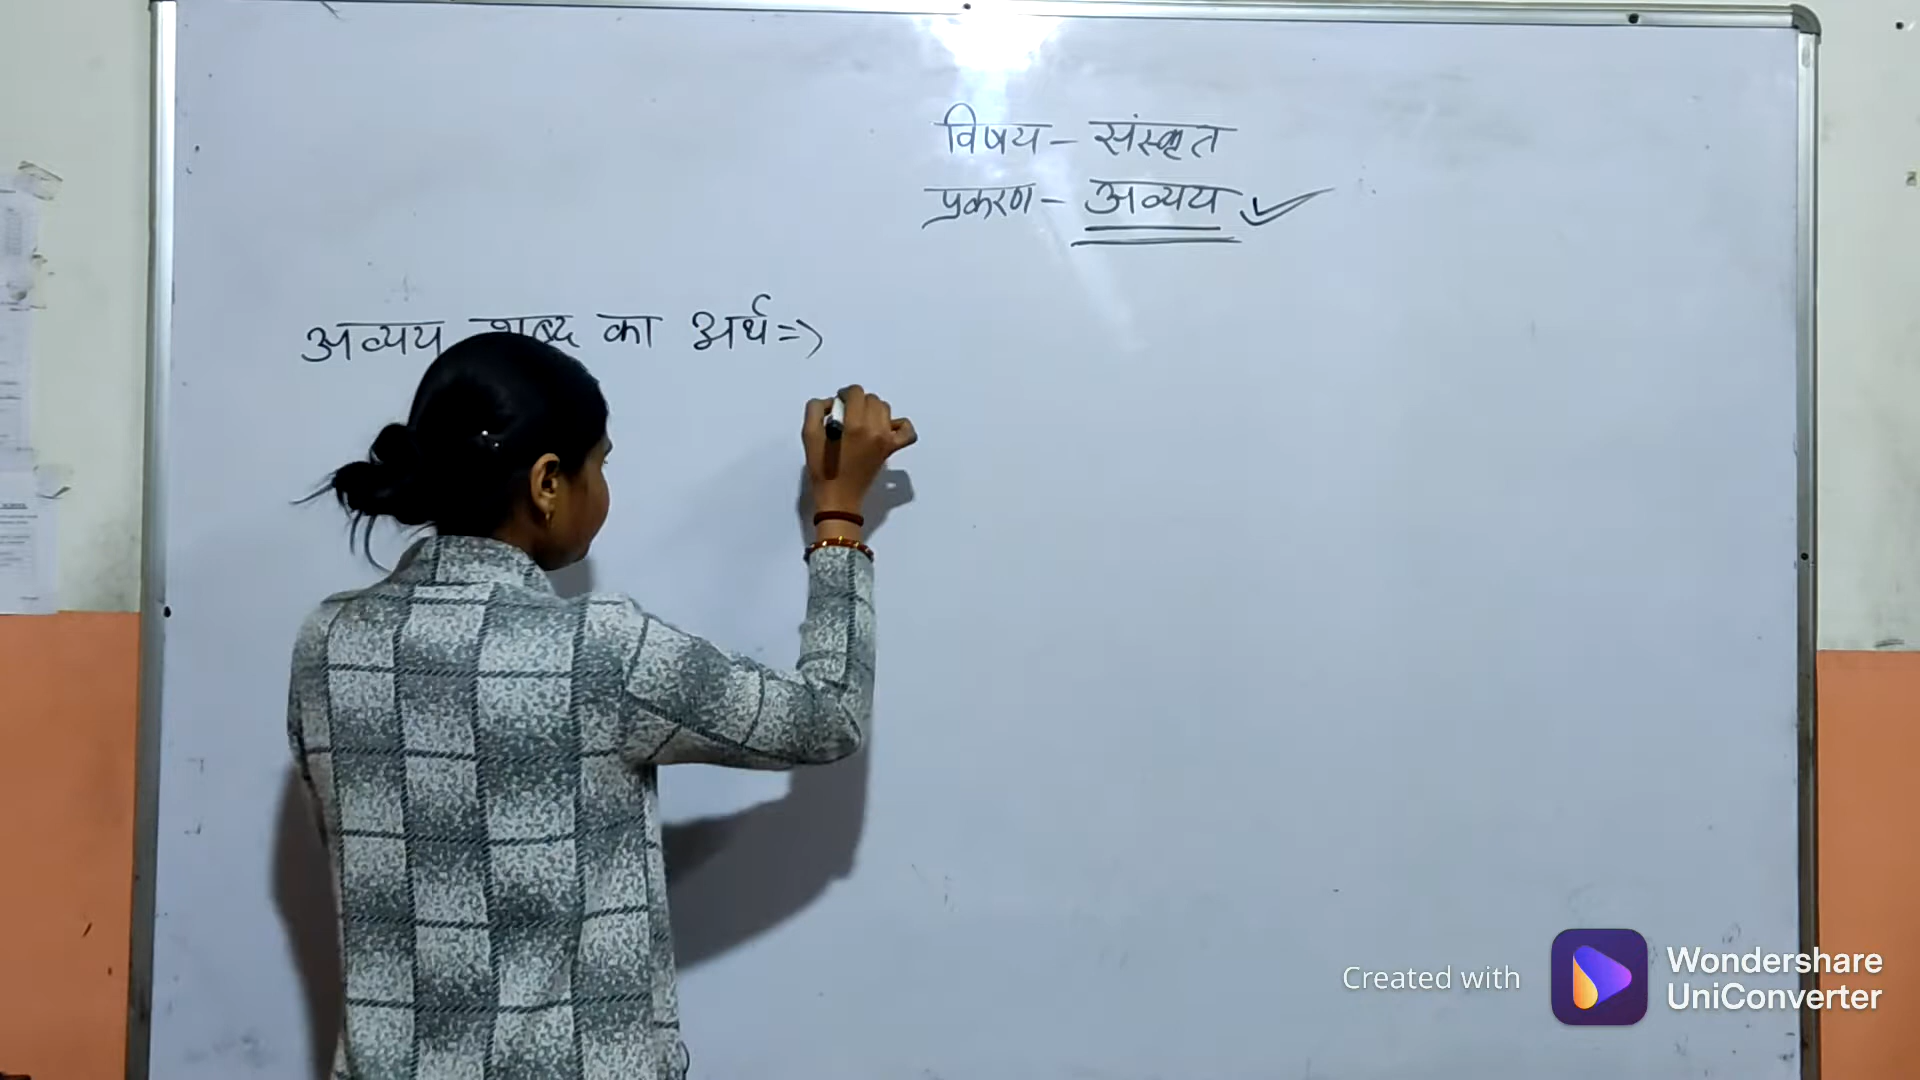 विषय – संस्कृत
प्रकरण – अव्यय
अव्यय शब्द का अर्थ =>
Created with
Wondershare
UniConverter